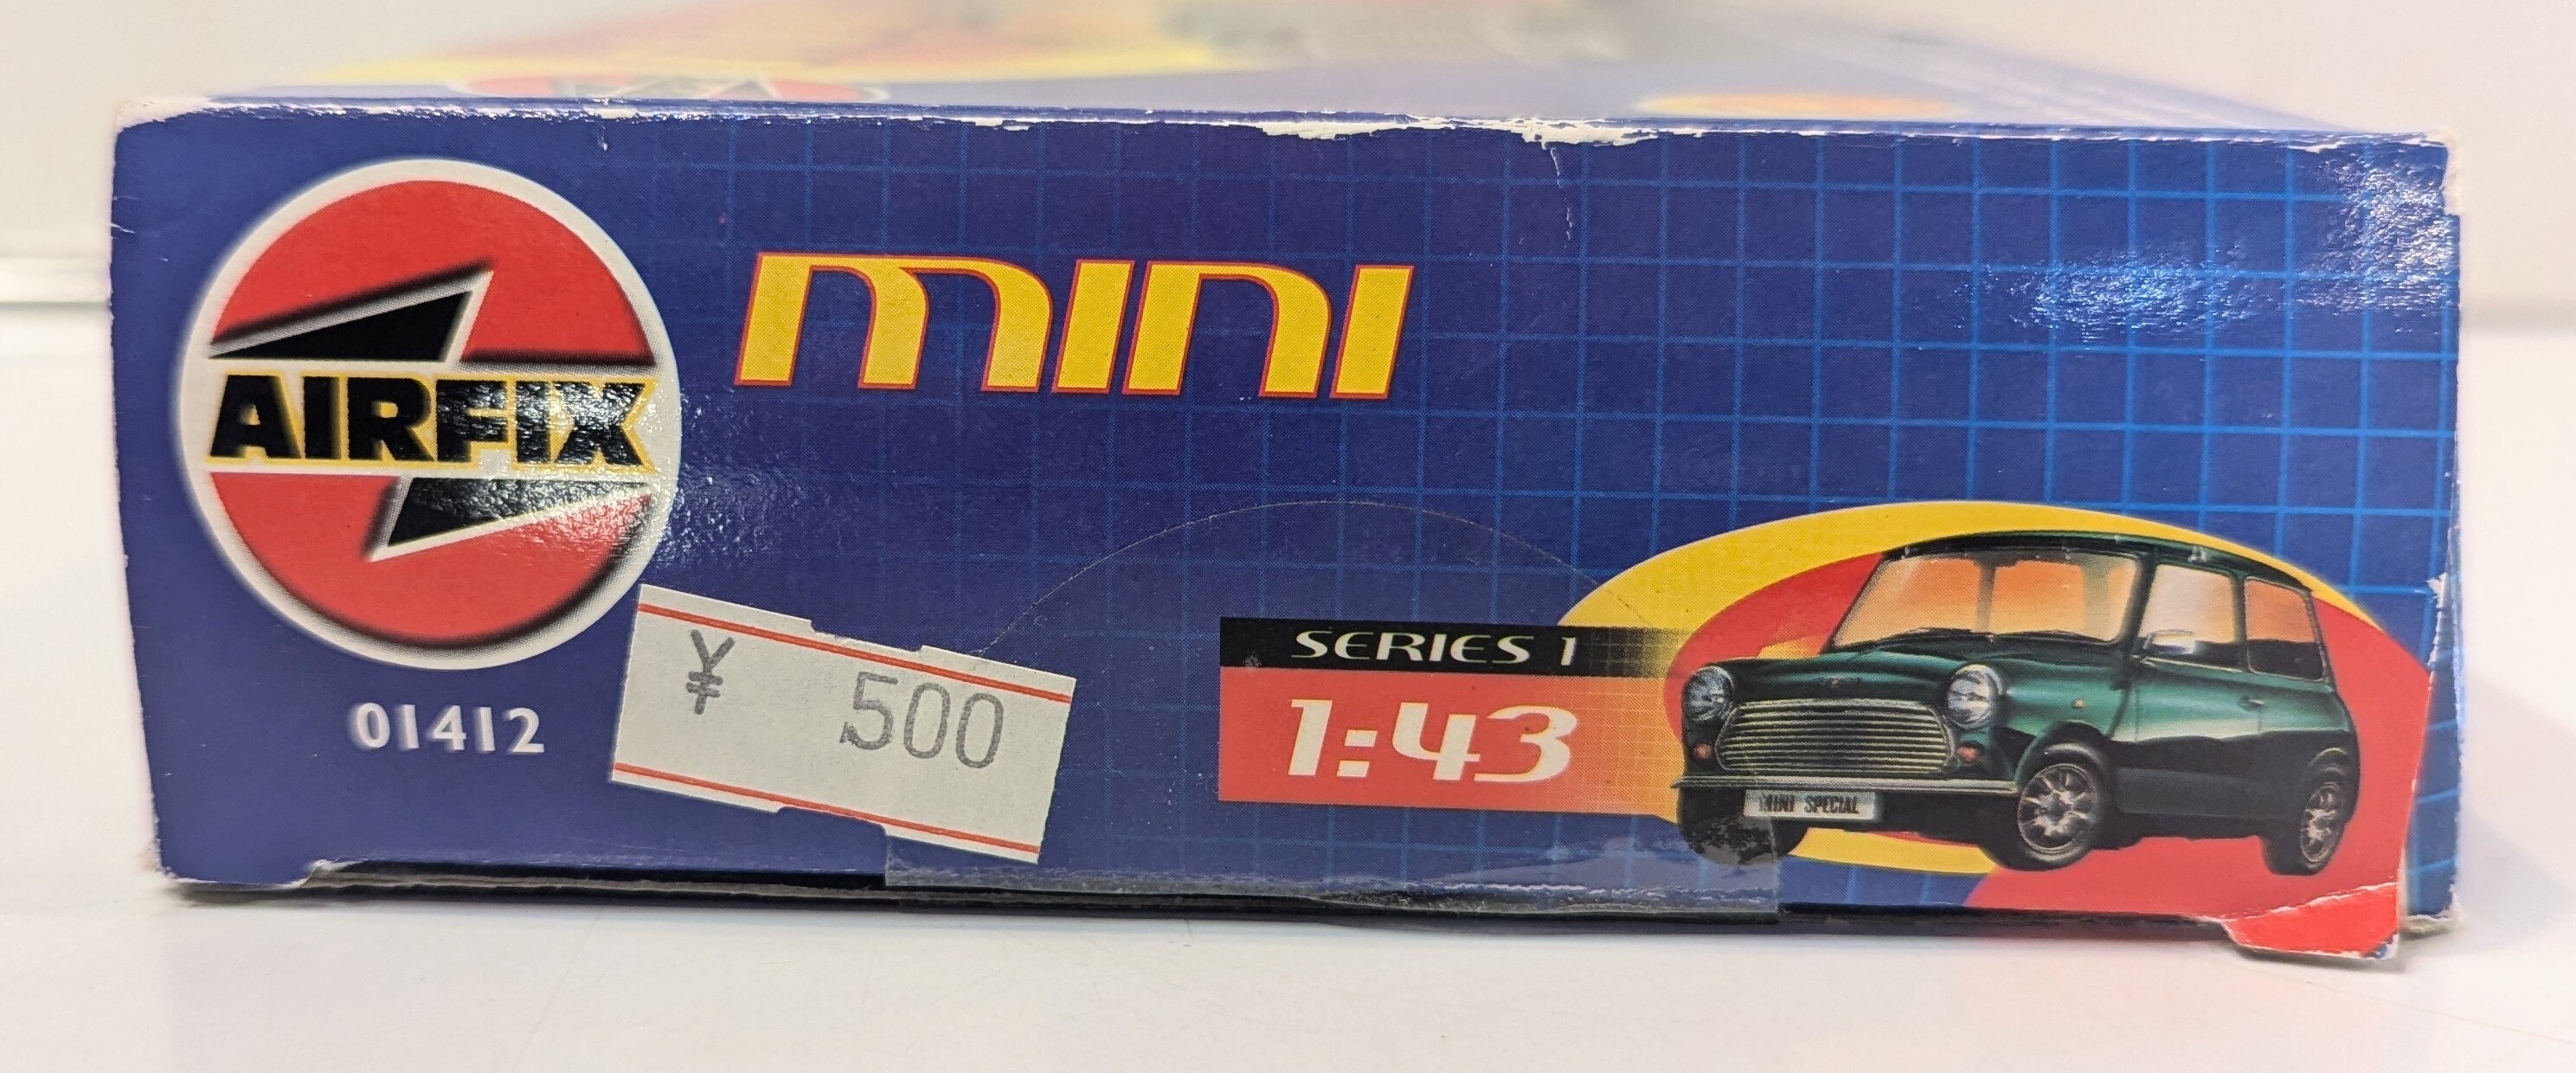 AIRFIX
mini
01412
¥ 500
SERIES 1
1:43
MINI SPECIAL